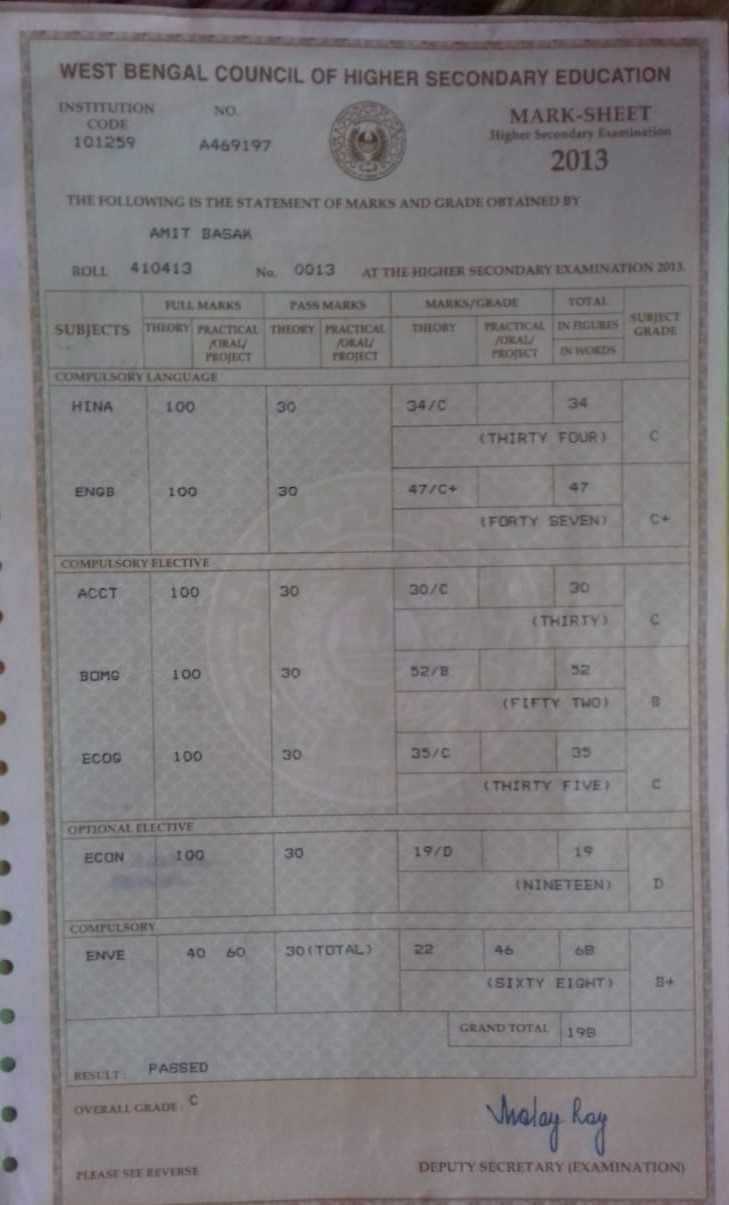 WEST BENGAL COUNCIL OF HIGHER SECONDARY EDUCATION
INSTITUTION CODE 101259
NO. A469197
MARK-SHEET
Higher Secondary Examination
2013
THE FOLLOWING IS THE STATEMENT OF MARKS AND GRADE OBTAINED BY
AMIT BASAK
ROLL 410413 No. 0013 AT THE HIGHER SECONDARY EXAMINATION 2013.
SUBJECTS FULL MARKS PASS MARKS MARKS/GRADE TOTAL SUBJECT GRADE
THEORY PRACTICAL /ORAL/ PROJECT THEORY PRACTICAL /ORAL/ PROJECT THEORY PRACTICAL /ORAL/ PROJECT IN FIGURES IN WORDS
COMPULSORY LANGUAGE
HINA 100 30 34/C 34
(THIRTY FOUR) C
ENGB 100 30 47/C+ 47
(FORTY SEVEN) C+
COMPULSORY ELECTIVE
ACCT 100 30 30/C 30
(THIRTY) C
BOMG 100 30 52/B 52
(FIFTY TWO) B
ECOG 100 30 35/C 35
(THIRTY FIVE) C
OPTIONAL ELECTIVE
ECON 100 30 19/D 19
(NINETEEN) D
COMPULSORY
ENVE 40 60 30(TOTAL) 22 46 68
(SIXTY EIGHT) B+
GRAND TOTAL 198
RESULT : PASSED
OVERALL GRADE : C
Malay Roy
PLEASE SEE REVERSE DEPUTY SECRETARY (EXAMINATION)